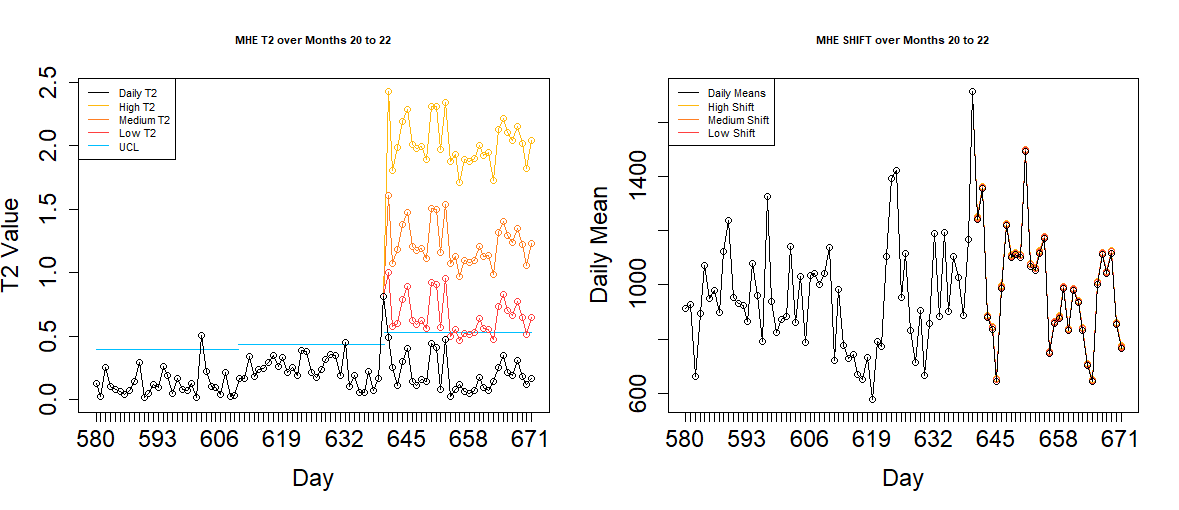 MHE T2 over Months 20 to 22
Daily T2
High T2
Medium T2
Low T2
UCL
T2 Value
0.0
0.5
1.0
1.5
2.0
2.5
580 593 606 619 632 645 658 671
Day
MHE SHIFT over Months 20 to 22
Daily Means
High Shift
Medium Shift
Low Shift
Daily Mean
600
1000
1400
580 593 606 619 632 645 658 671
Day